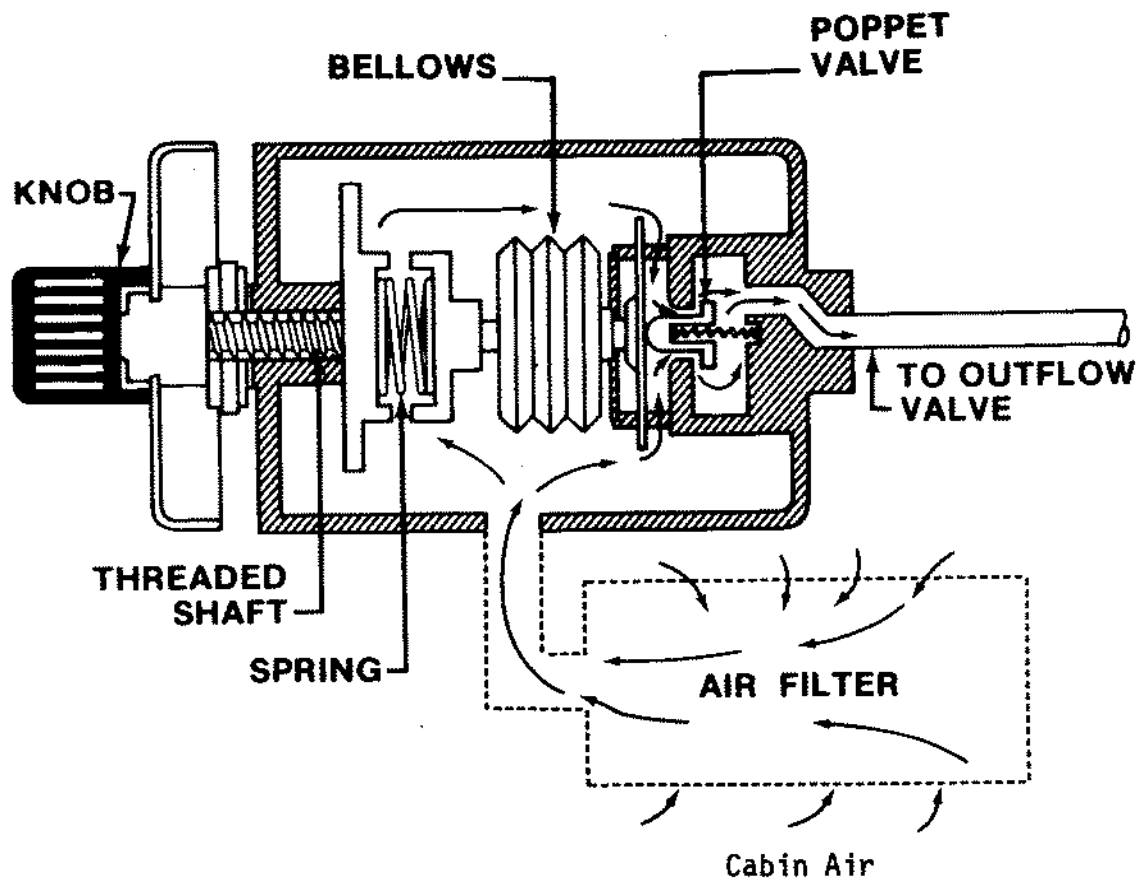 POPPET
VALVE
BELLOWS
KNOB
TO OUTFLOW
VALVE
THREADED
SHAFT
SPRING
AIR FILTER
Cabin Air